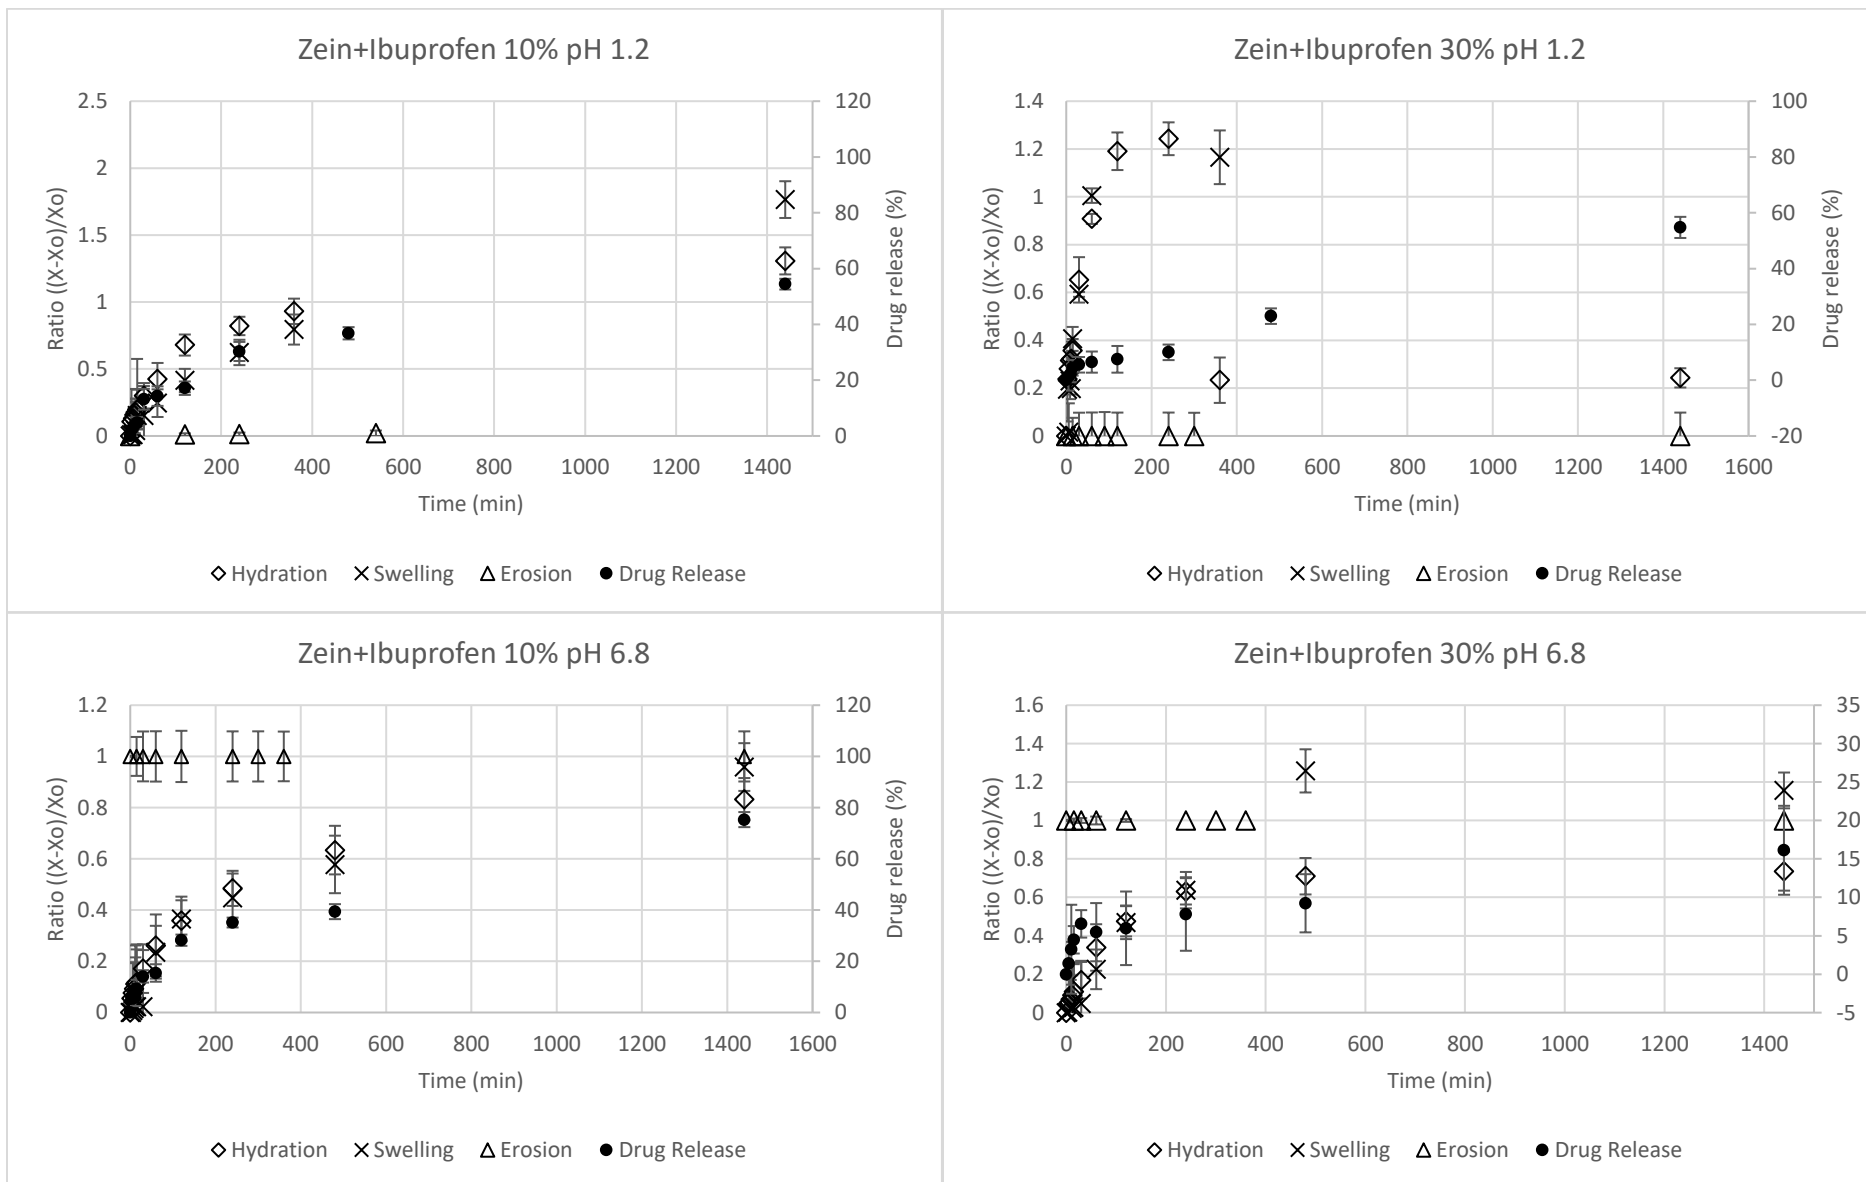 Zein+Ibuprofen 10% pH 1.2
2.5
2
1.5
1
0.5
0
120
100
80
60
40
20
0
Ratio ((X-Xo)/Xo)
Drug release (%)
0 200 400 600 800 1000 1200 1400
Time (min)
Hydration Swelling Erosion Drug Release
Zein+Ibuprofen 30% pH 1.2
1.4
1.2
1
0.8
0.6
0.4
0.2
0
100
80
60
40
20
0
-20
Ratio ((X-Xo)/Xo)
Drug release (%)
0 200 400 600 800 1000 1200 1400 1600
Time (min)
Hydration Swelling Erosion Drug Release
Zein+Ibuprofen 10% pH 6.8
1.2
1
0.8
0.6
0.4
0.2
0
120
100
80
60
40
20
0
Ratio ((X-Xo)/Xo)
Drug release (%)
0 200 400 600 800 1000 1200 1400 1600
Time (min)
Hydration Swelling Erosion Drug Release
Zein+Ibuprofen 30% pH 6.8
1.6
1.4
1.2
1
0.8
0.6
0.4
0.2
0
35
30
25
20
15
10
5
0
-5
Ratio ((X-Xo)/Xo)
Drug release (%)
0 200 400 600 800 1000 1200 1400
Time (min)
Hydration Swelling Erosion Drug Release